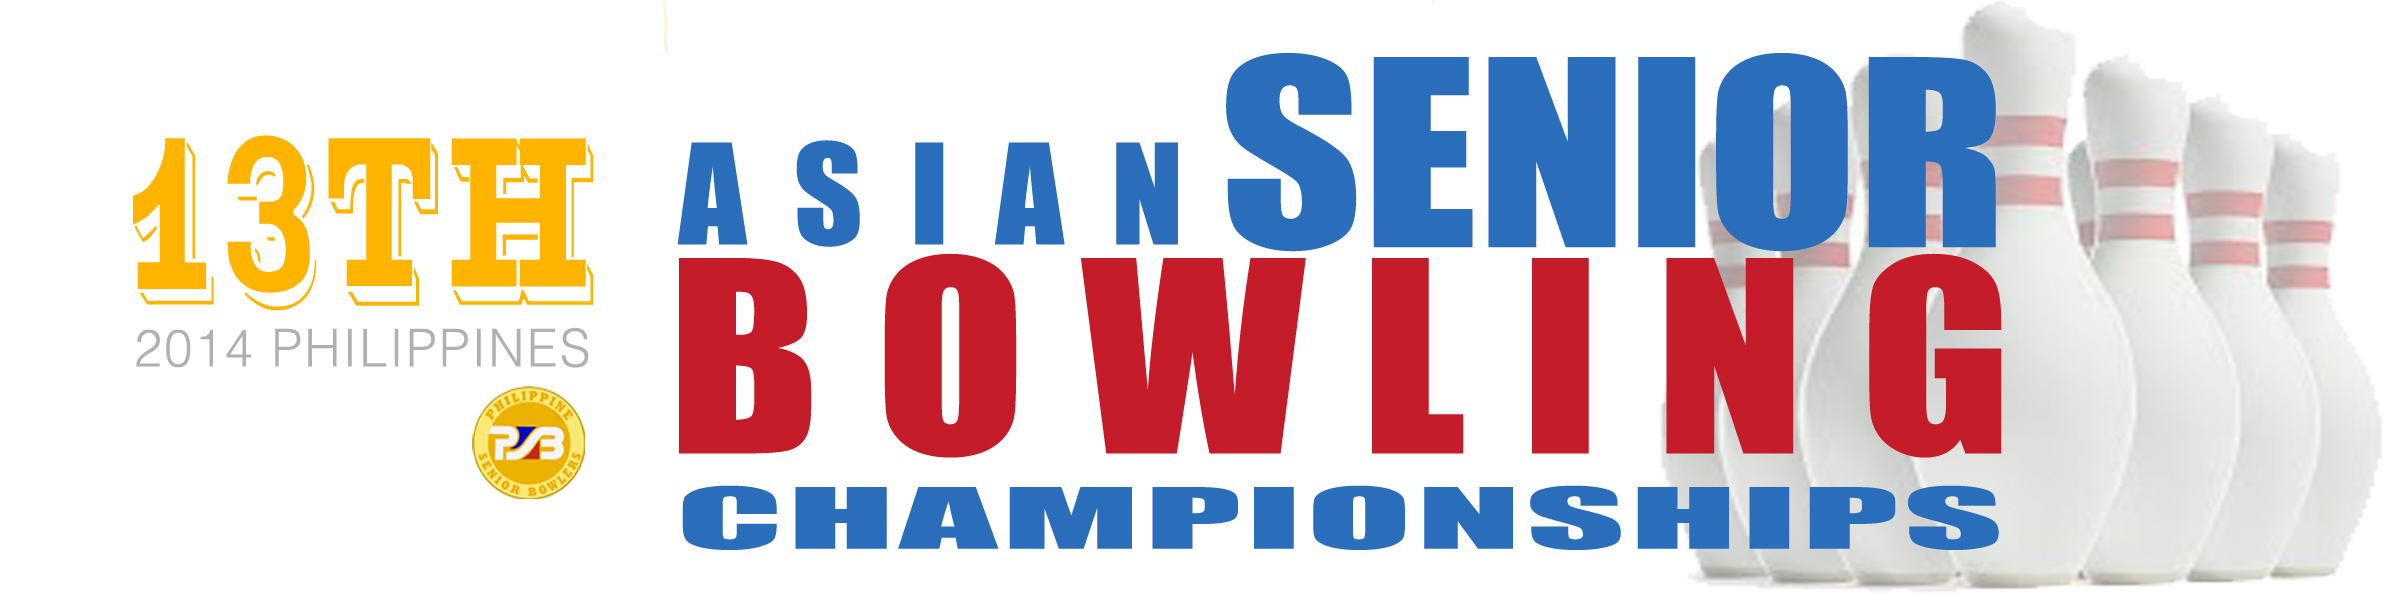 13TH
2014 PHILIPPINES
PHILIPPINE
PSB
SENIOR BOWLERS
ASIAN SENIOR
BOWLING
CHAMPIONSHIPS